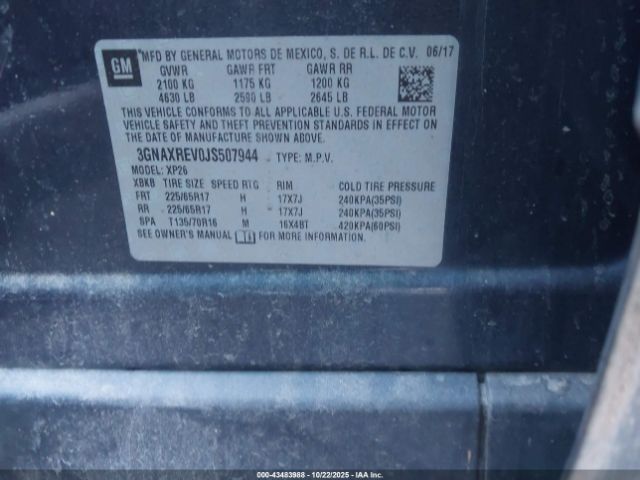 GM
*MFD BY GENERAL MOTORS DE MEXICO, S. DE R.L. DE C.V. 06/17
GVWR GAWR FRT GAWR RR
2100 KG 1175 KG 1200 KG
4630 LB 2590 LB 2645 LB
THIS VEHICLE CONFORMS TO ALL APPLICABLE U.S. FEDERAL MOTOR
VEHICLE SAFETY AND THEFT PREVENTION STANDARDS IN EFFECT ON
THE DATE OF MANUFACTURE SHOWN ABOVE.
3GNAXREV0JS507944 TYPE: M.P.V.
MODEL: XP26
XBKB TIRE SIZE SPEED RTG RIM COLD TIRE PRESSURE
FRT 225/65R17 H 17X7J 240KPA(35PSI)
RR 225/65R17 H 17X7J 240KPA(35PSI)
SPA T135/70R16 M 16X4BT 420KPA(60PSI)
SEE OWNER'S MANUAL i FOR MORE INFORMATION.
000-43483988 - 10/22/2025 - IAA Inc.